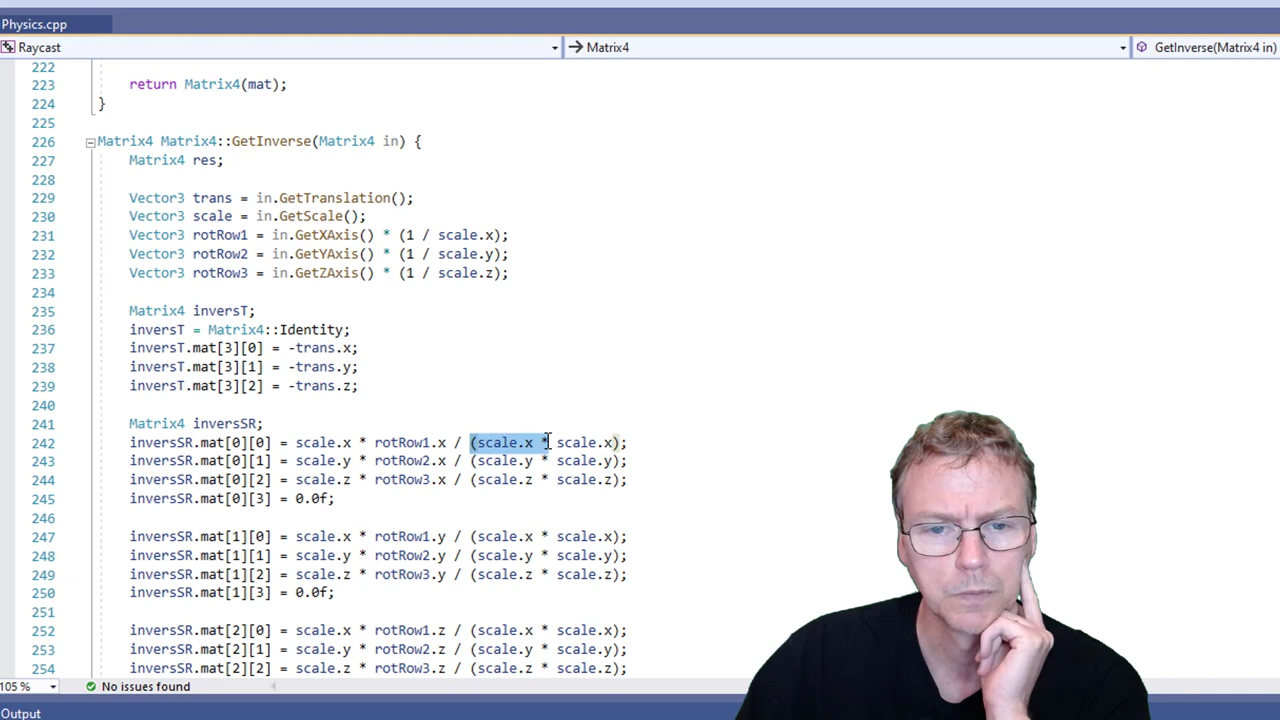 Physics.cpp
Raycast Matrix4 GetInverse(Matrix4 in)
222
223 return Matrix4(mat);
224 }
225
226 Matrix4 Matrix4::GetInverse(Matrix4 in) {
227 Matrix4 res;
228
229 Vector3 trans = in.GetTranslation();
230 Vector3 scale = in.GetScale();
231 Vector3 rotRow1 = in.GetXAxis() * (1 / scale.x);
232 Vector3 rotRow2 = in.GetYAxis() * (1 / scale.y);
233 Vector3 rotRow3 = in.GetZAxis() * (1 / scale.z);
234
235 Matrix4 inversT;
236 inversT = Matrix4::Identity;
237 inversT.mat[3][0] = -trans.x;
238 inversT.mat[3][1] = -trans.y;
239 inversT.mat[3][2] = -trans.z;
240
241 Matrix4 inversSR;
242 inversSR.mat[0][0] = scale.x * rotRow1.x / (scale.x * scale.x);
243 inversSR.mat[0][1] = scale.y * rotRow2.x / (scale.y * scale.y);
244 inversSR.mat[0][2] = scale.z * rotRow3.x / (scale.z * scale.z);
245 inversSR.mat[0][3] = 0.0f;
246
247 inversSR.mat[1][0] = scale.x * rotRow1.y / (scale.x * scale.x);
248 inversSR.mat[1][1] = scale.y * rotRow2.y / (scale.y * scale.y);
249 inversSR.mat[1][2] = scale.z * rotRow3.y / (scale.z * scale.z);
250 inversSR.mat[1][3] = 0.0f;
251
252 inversSR.mat[2][0] = scale.x * rotRow1.z / (scale.x * scale.x);
253 inversSR.mat[2][1] = scale.y * rotRow2.z / (scale.y * scale.y);
254 inversSR.mat[2][2] = scale.z * rotRow3.z / (scale.z * scale.z);
105 % No issues found
Output